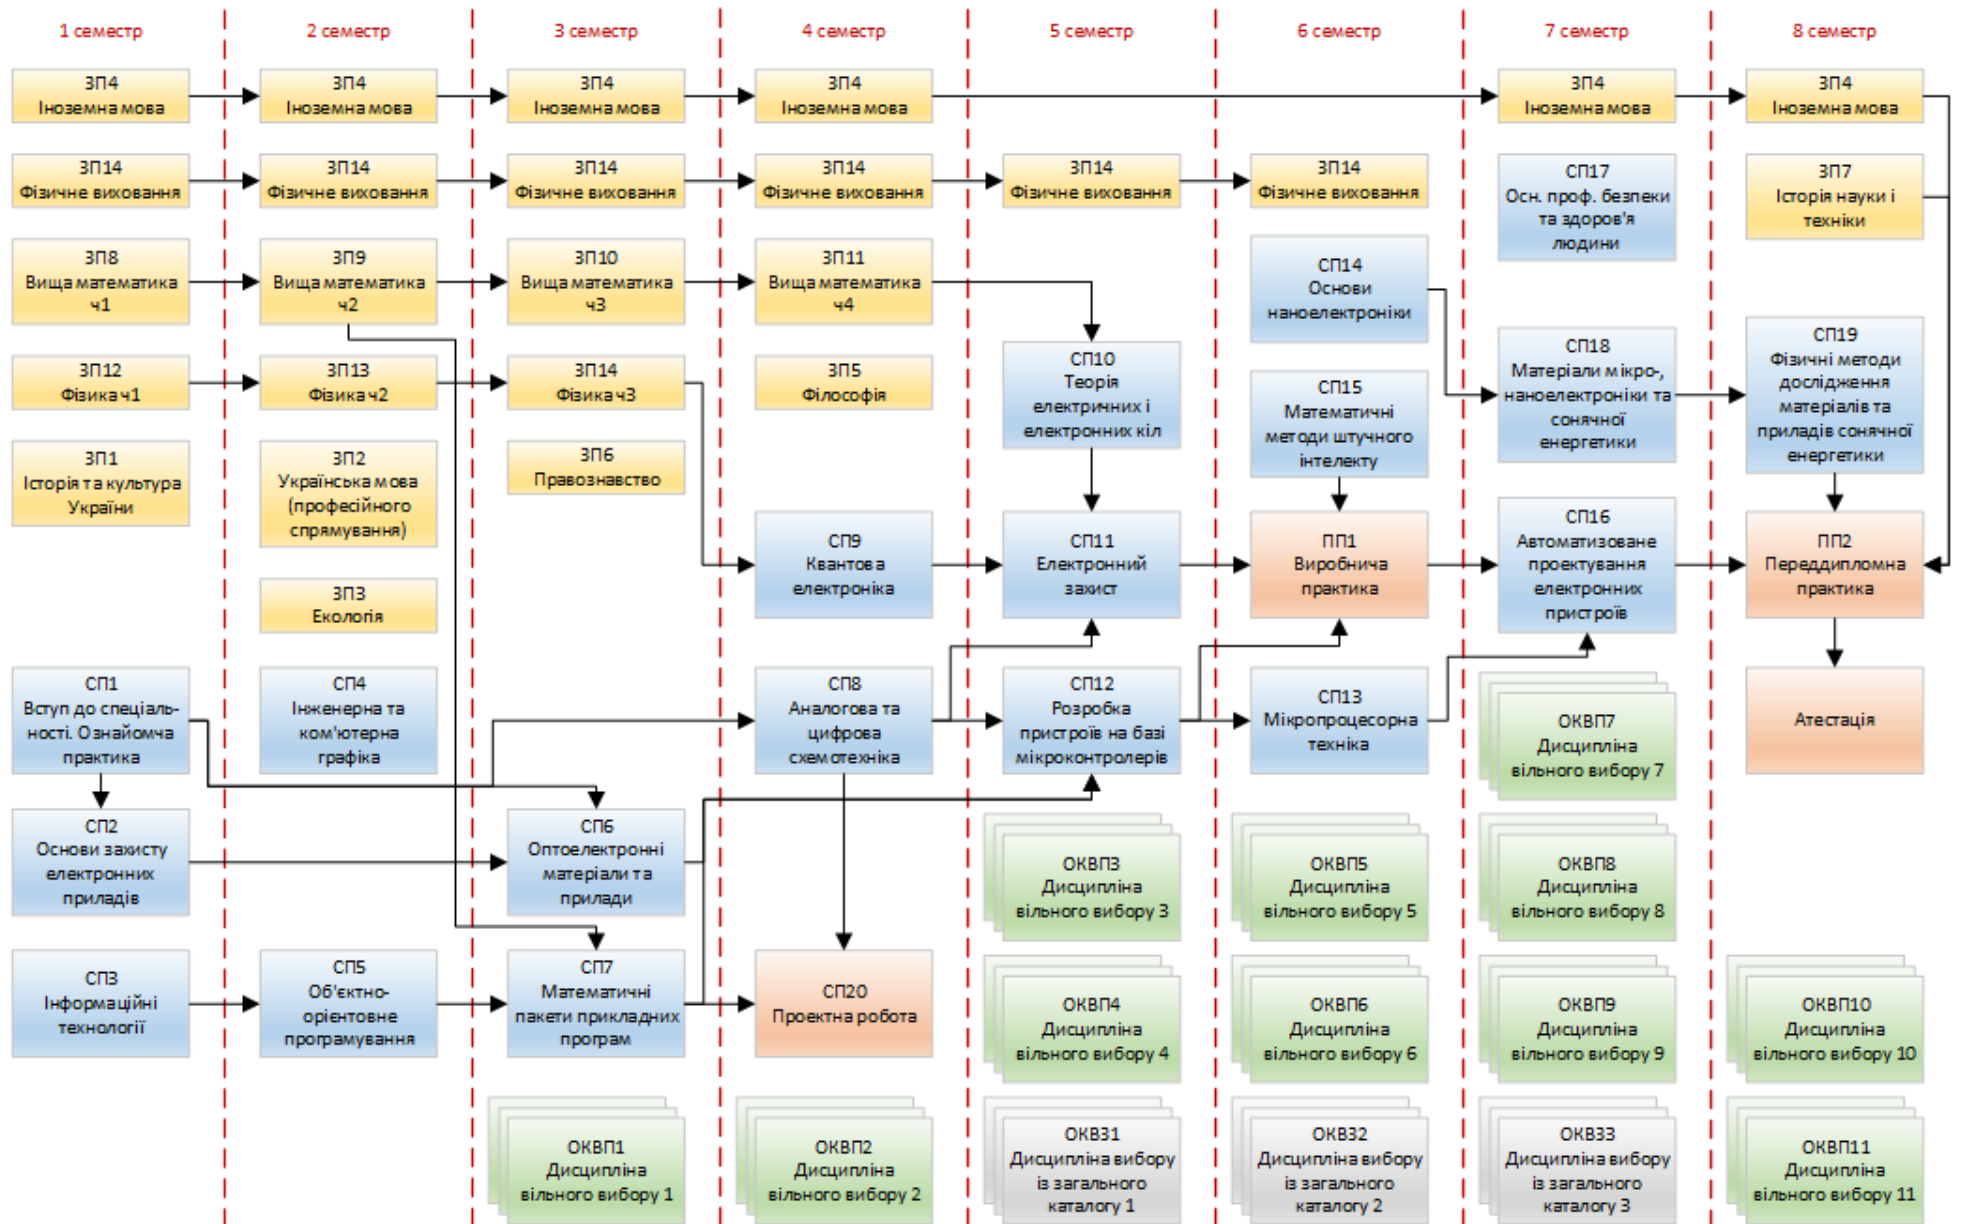 1 семестр
2 семестр
3 семестр
4 семестр
5 семестр
6 семестр
7 семестр
8 семестр
ЗП4
Іноземна мова
ЗП4
Іноземна мова
ЗП4
Іноземна мова
ЗП4
Іноземна мова
ЗП4
Іноземна мова
ЗП4
Іноземна мова
ЗП14
Фізичне виховання
ЗП14
Фізичне виховання
ЗП14
Фізичне виховання
ЗП14
Фізичне виховання
ЗП14
Фізичне виховання
ЗП14
Фізичне виховання
СП17
Осн. проф. безпеки
та здоров'я
людини
ЗП7
Історія науки і
техніки
ЗП8
Вища математика
ч1
ЗП9
Вища математика
ч2
ЗП10
Вища математика
ч3
ЗП11
Вища математика
ч4
СП14
Основи
наноелектроніки
ЗП12
Фізика ч1
ЗП13
Фізика ч2
ЗП14
Фізика ч3
ЗП5
Філософія
СП10
Теорія
електричних і
електронних кіл
СП15
Математичні
методи штучного
інтелекту
СП18
Матеріали мікро-,
наноелектроніки та
сонячної
енергетики
СП19
Фізичні методи
дослідження
матеріалів та
приладів сонячної
енергетики
ЗП1
Історія та культура
України
ЗП2
Українська мова
(професійного
спрямування)
ЗП6
Правознавство
ЗП3
Екологія
СП9
Квантова
електроніка
СП11
Електронний
захист
ПП1
Виробнича
практика
СП16
Автоматизоване
проектування
електронних
пристроїв
ПП2
Переддипломна
практика
СП1
Вступ до спеціаль-
ності. Ознайомча
практика
СП4
Інженерна та
ком'ютерна
графіка
СП8
Аналогова та
цифрова
схемотехніка
СП12
Розробка
пристроїв на базі
мікроконтролерів
СП13
Мікропроцесорна
техніка
ОКВП7
Дисципліна
вільного вибору 7
Атестація
СП2
Основи захисту
електронних
приладів
СП6
Оптоелектронні
матеріали та
прилади
ОКВП3
Дисципліна
вільного вибору 3
ОКВП5
Дисципліна
вільного вибору 5
ОКВП8
Дисципліна
вільного вибору 8
СП3
Інформаційні
технології
СП5
Об'єктно-
орієнтовне
програмування
СП7
Математичні
пакети прикладних
програм
СП20
Проектна робота
ОКВП4
Дисципліна
вільного вибору 4
ОКВП6
Дисципліна
вільного вибору 6
ОКВП9
Дисципліна
вільного вибору 9
ОКВП10
Дисципліна
вільного вибору 10
ОКВП1
Дисципліна
вільного вибору 1
ОКВП2
Дисципліна
вільного вибору 2
ОКВЗ1
Дисципліна вибору
із загального
каталогу 1
ОКВЗ2
Дисципліна вибору
із загального
каталогу 2
ОКВЗ3
Дисципліна вибору
із загального
каталогу 3
ОКВП11
Дисципліна
вільного вибору 11